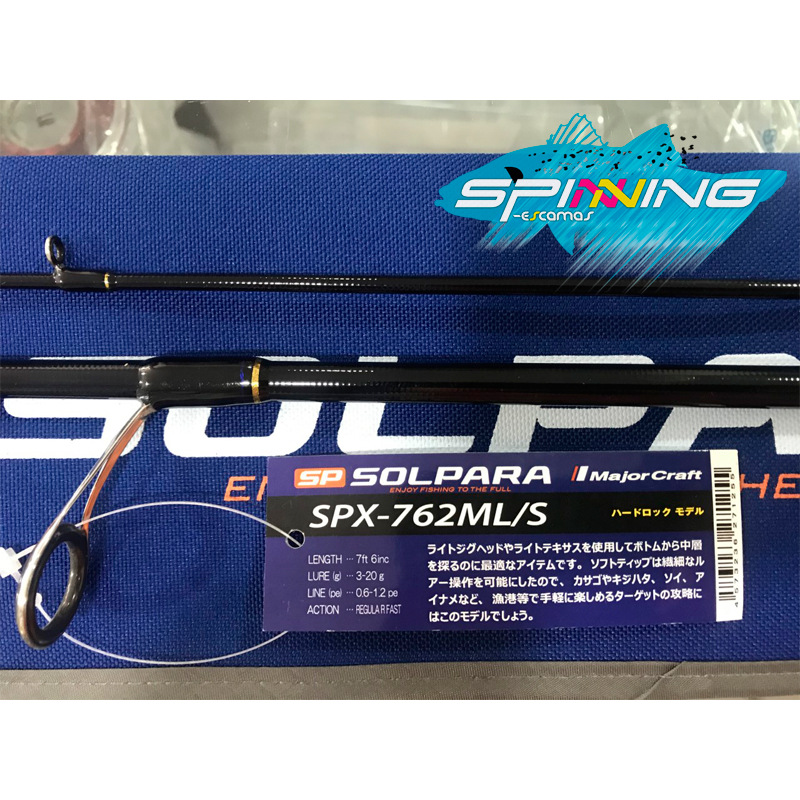 SPINNING
-escamas
SOLPA
EN
HE
SP SOLPARA
ENJOY FISHING TO THE FULL
MajorCraft
SPX-762ML/S
ハードロック モデル
LENGTH ··· 7ft 6inc
LURE (g) ··· 3-20 g
LINE (pe) ··· 0.6-1.2 pe
ACTION ··· REGULAR FAST
ライトジグヘッドやライトテキサスを使用してボトムから中層
を探るのに最適なアイテムです。ソフトティップは繊細なル
アー操作を可能にしたので、カサゴやキジハタ、ソイ、ア
イナメなど、漁港等で手軽に楽しめるターゲットの攻略に
はこのモデルでしょう。
4 573236 271255